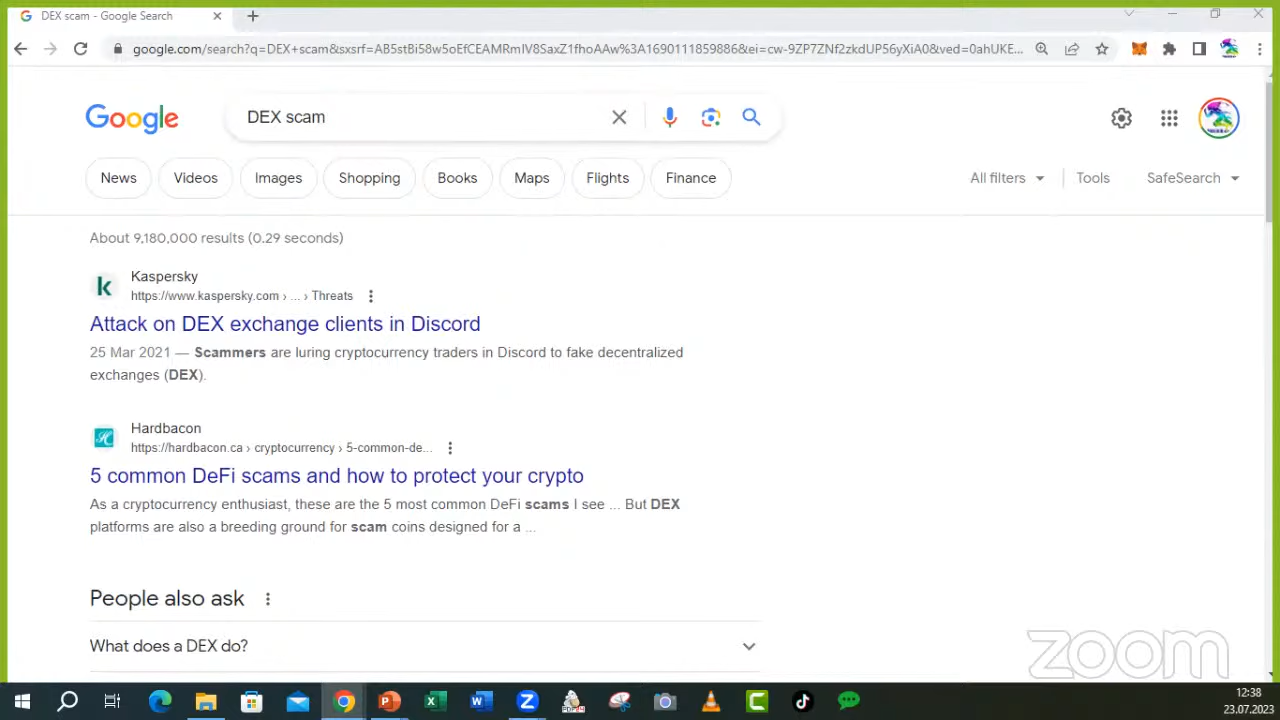 DEX scam - Google Search
google.com/search?q=DEX+scam&sxsrf=AB5stBi58w5oEfCEAMRmIV8SaxZ1fhoAAw%3A1690111859886&ei=cw-9ZP7ZNf2zkdUP56yXiA0&ved=0ahUKE...
Google
DEX scam
News Videos Images Shopping Books Maps Flights Finance
All filters Tools SafeSearch
About 9,180,000 results (0.29 seconds)
k
Kaspersky
https://www.kaspersky.com › ... › Threats
Attack on DEX exchange clients in Discord
25 Mar 2021 — Scammers are luring cryptocurrency traders in Discord to fake decentralized
exchanges (DEX).
Hardbacon
https://hardbacon.ca › cryptocurrency › 5-common-de...
5 common DeFi scams and how to protect your crypto
As a cryptocurrency enthusiast, these are the 5 most common DeFi scams I see ... But DEX
platforms are also a breeding ground for scam coins designed for a ...
People also ask
What does a DEX do?
zoom
12:38
23.07.2023